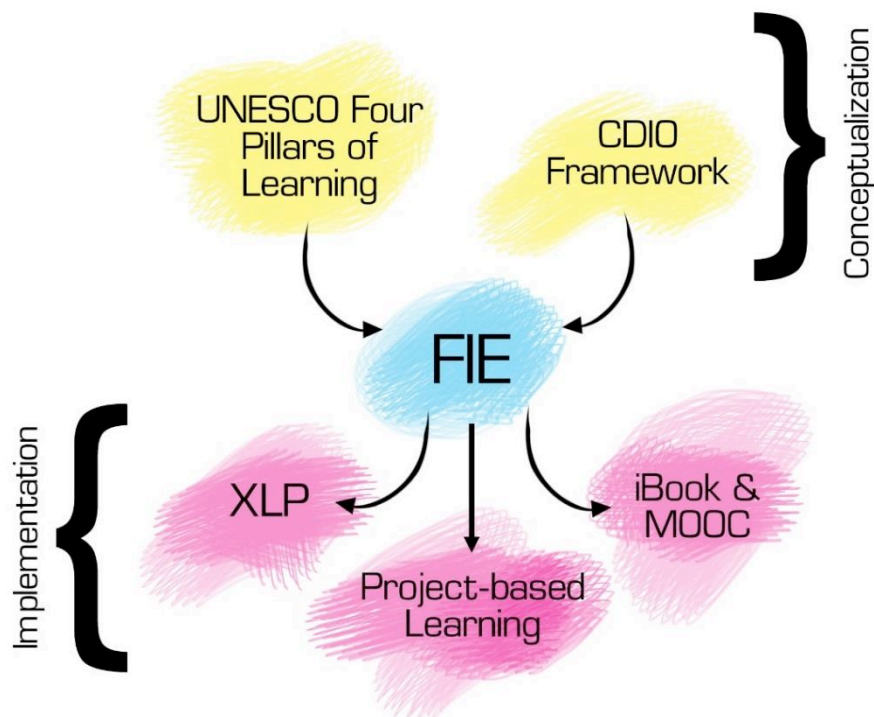 UNESCO Four
Pillars of
Learning
CDIO
Framework
Conceptualization
FIE
Implementation
XLP
iBook &
MOOC
Project-based
Learning